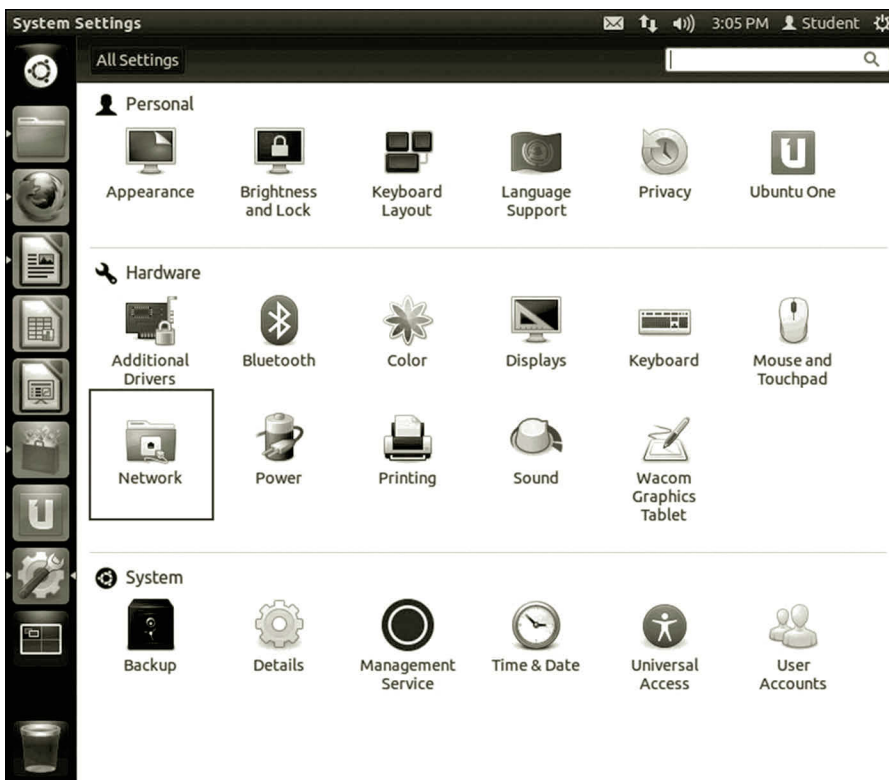 System Settings 3:05 PM Student
All Settings
Personal
Appearance Brightness and Lock Keyboard Layout Language Support Privacy Ubuntu One
Hardware
Additional Drivers Bluetooth Color Displays Keyboard Mouse and Touchpad
Network Power Printing Sound Wacom Graphics Tablet
System
Backup Details Management Service Time & Date Universal Access User Accounts